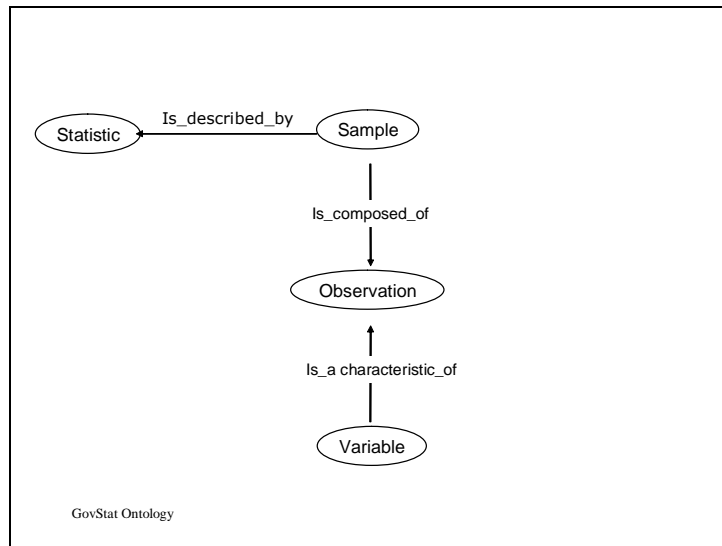 Is_described_by
Statistic
Sample
Is_composed_of
Observation
Is_a characteristic_of
Variable
GovStat Ontology